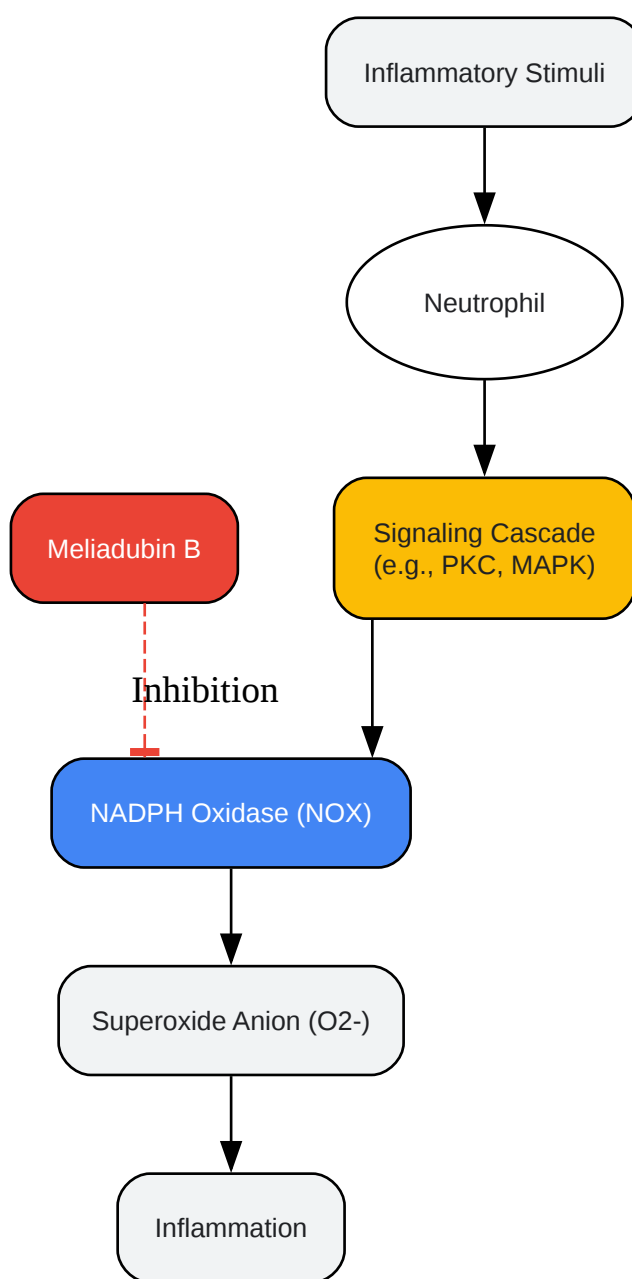 Inflammatory Stimuli
Neutrophil
Signaling Cascade
(e.g., PKC, MAPK)
Meliadubin B
Inhibition
NADPH Oxidase (NOX)
Superoxide Anion (O2-)
Inflammation